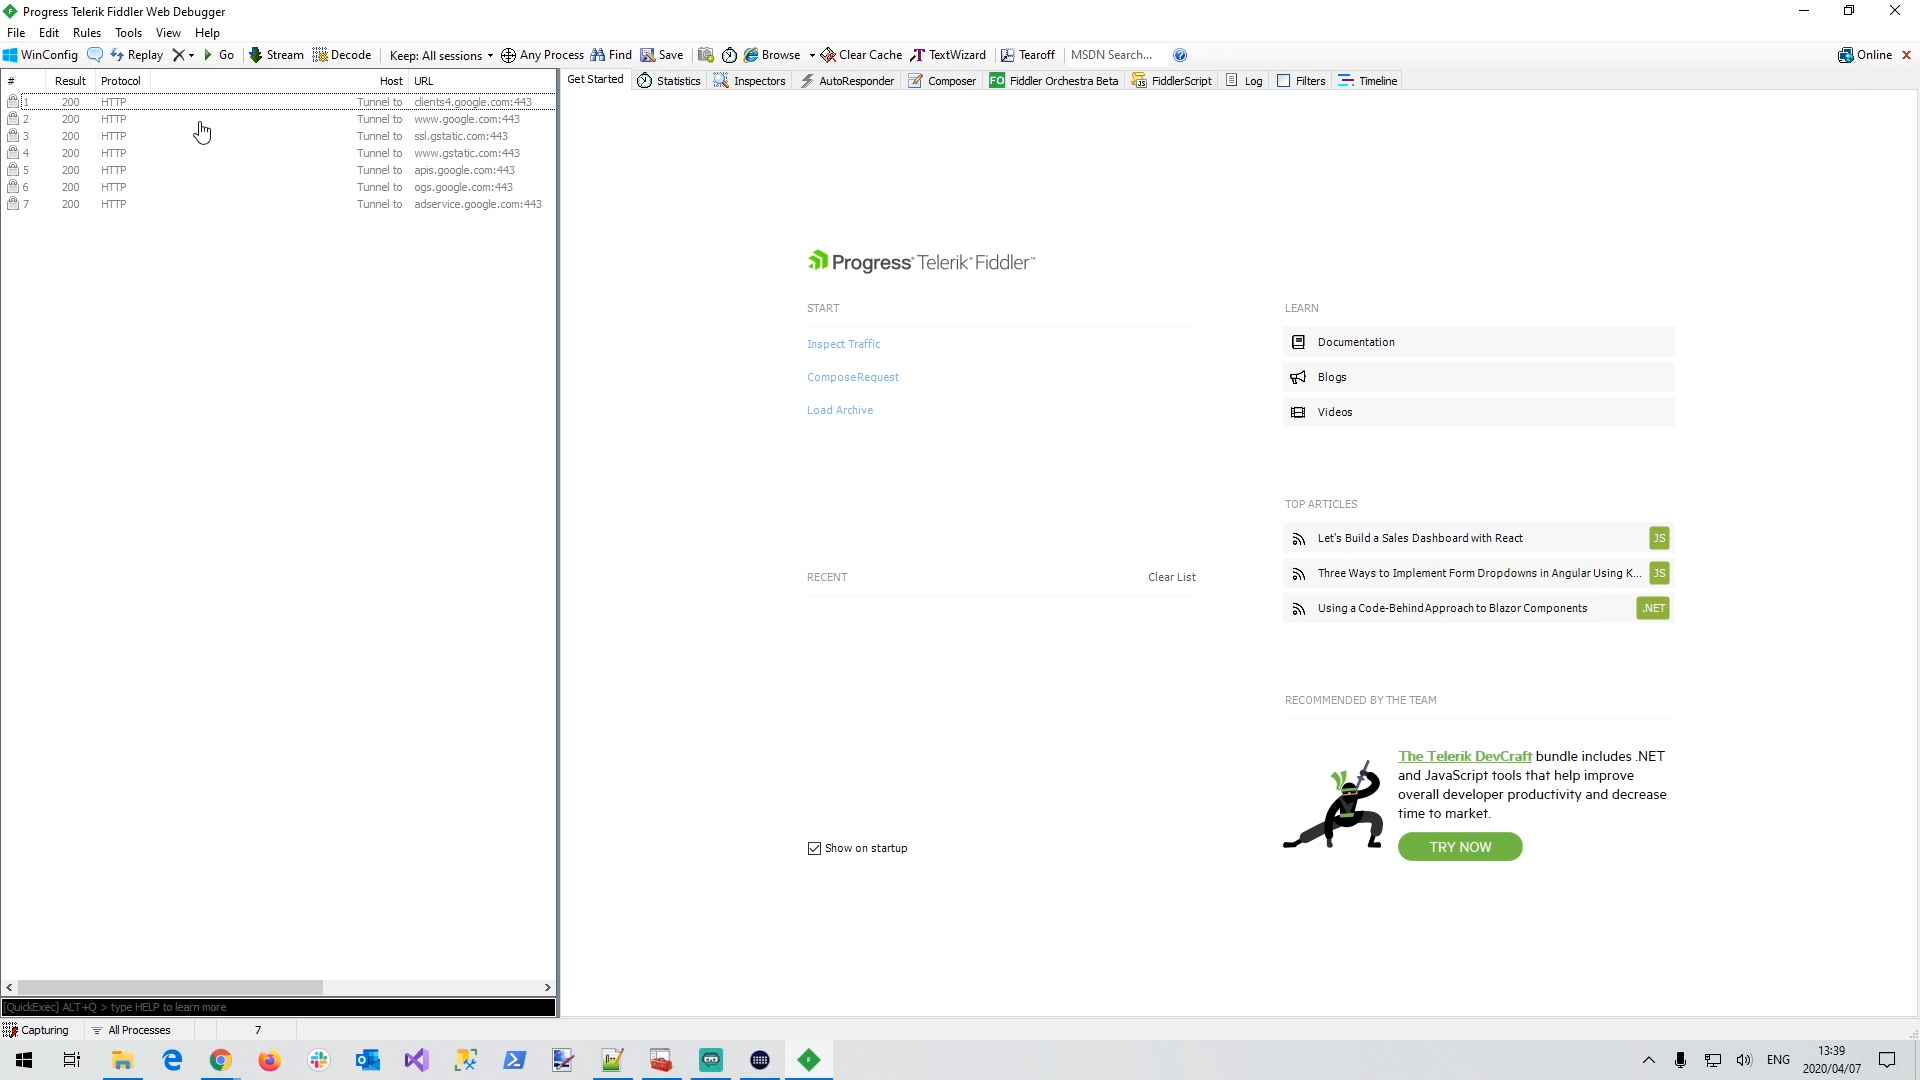 Progress Telerik Fiddler Web Debugger
File Edit Rules Tools View Help
WinConfig Replay Go Stream Decode Keep: All sessions Any Process Find Save Browse Clear Cache TextWizard Tearoff MSDN Search... Online
# Result Protocol Host URL
Get Started Statistics Inspectors AutoResponder Composer FO Fiddler Orchestra Beta FiddlerScript Log Filters Timeline
1 200 HTTP Tunnel to clients4.google.com:443
2 200 HTTP Tunnel to www.google.com:443
3 200 HTTP Tunnel to ssl.gstatic.com:443
4 200 HTTP Tunnel to www.gstatic.com:443
5 200 HTTP Tunnel to apis.google.com:443
6 200 HTTP Tunnel to ogs.google.com:443
7 200 HTTP Tunnel to adservice.google.com:443
Progress Telerik Fiddler
START
Inspect Traffic
Compose Request
Load Archive
RECENT Clear List
Show on startup
LEARN
Documentation
Blogs
Videos
TOP ARTICLES
Let's Build a Sales Dashboard with React JS
Three Ways to Implement Form Dropdowns in Angular Using K... JS
Using a Code-Behind Approach to Blazor Components .NET
RECOMMENDED BY THE TEAM
The Telerik DevCraft bundle includes .NET
and JavaScript tools that help improve
overall developer productivity and decrease
time to market.
TRY NOW
[QuickExec] ALT+Q > type HELP to learn more
Capturing All Processes 7
ENG 13:39
2020/04/07